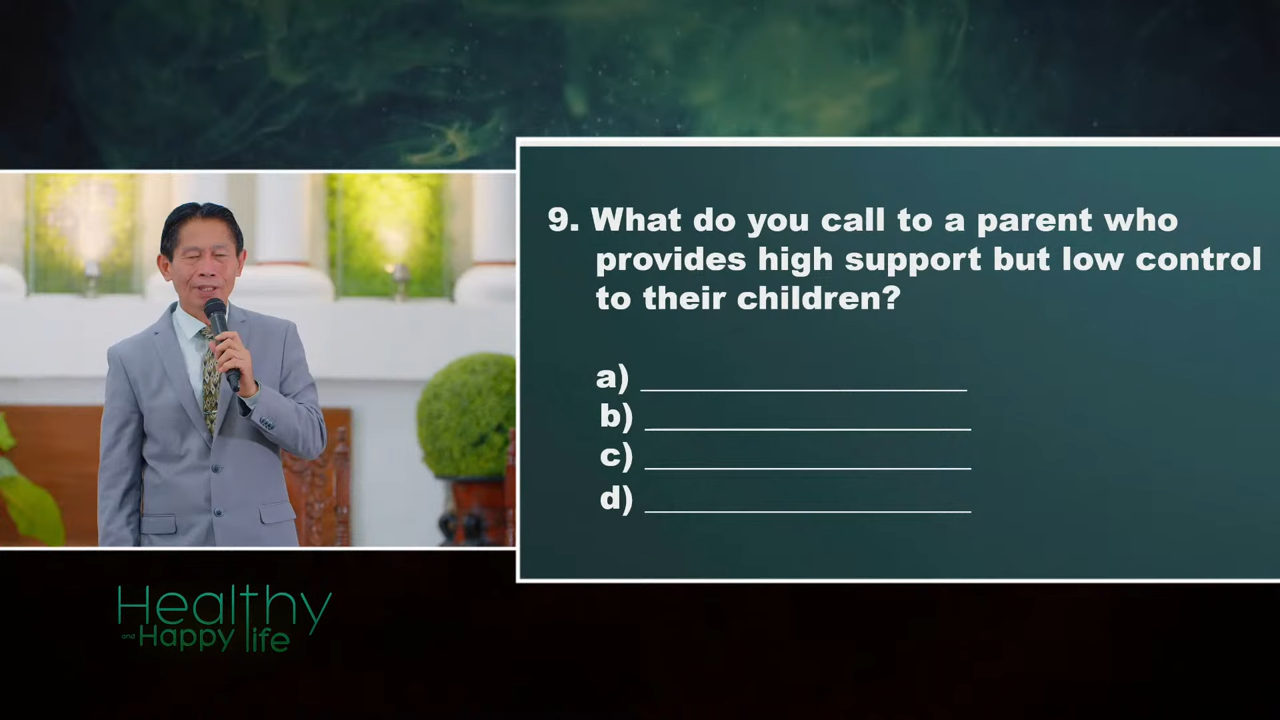 9. What do you call to a parent who
provides high support but low control
to their children?
a) ____________________
b) ____________________
c) ____________________
d) ____________________
Healthy
and Happy life